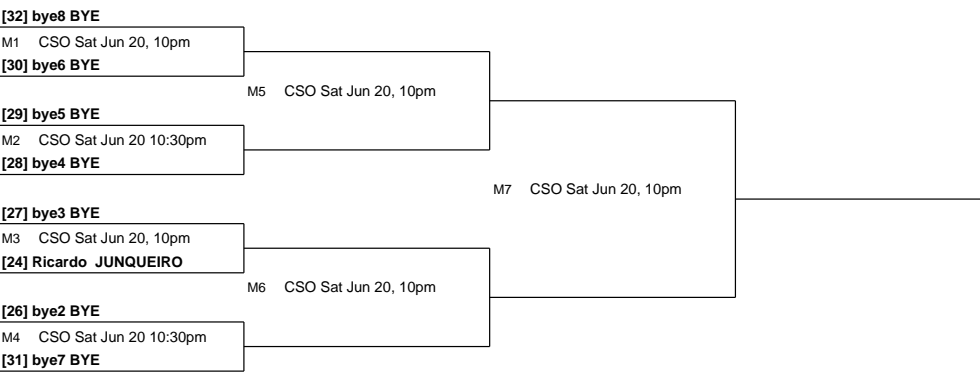 [32] bye8 BYE
M1 CSO Sat Jun 20, 10pm
[30] bye6 BYE
M5 CSO Sat Jun 20, 10pm
[29] bye5 BYE
M2 CSO Sat Jun 20 10:30pm
[28] bye4 BYE
M7 CSO Sat Jun 20, 10pm
[27] bye3 BYE
M3 CSO Sat Jun 20, 10pm
[24] Ricardo JUNQUEIRO
M6 CSO Sat Jun 20, 10pm
[26] bye2 BYE
M4 CSO Sat Jun 20 10:30pm
[31] bye7 BYE